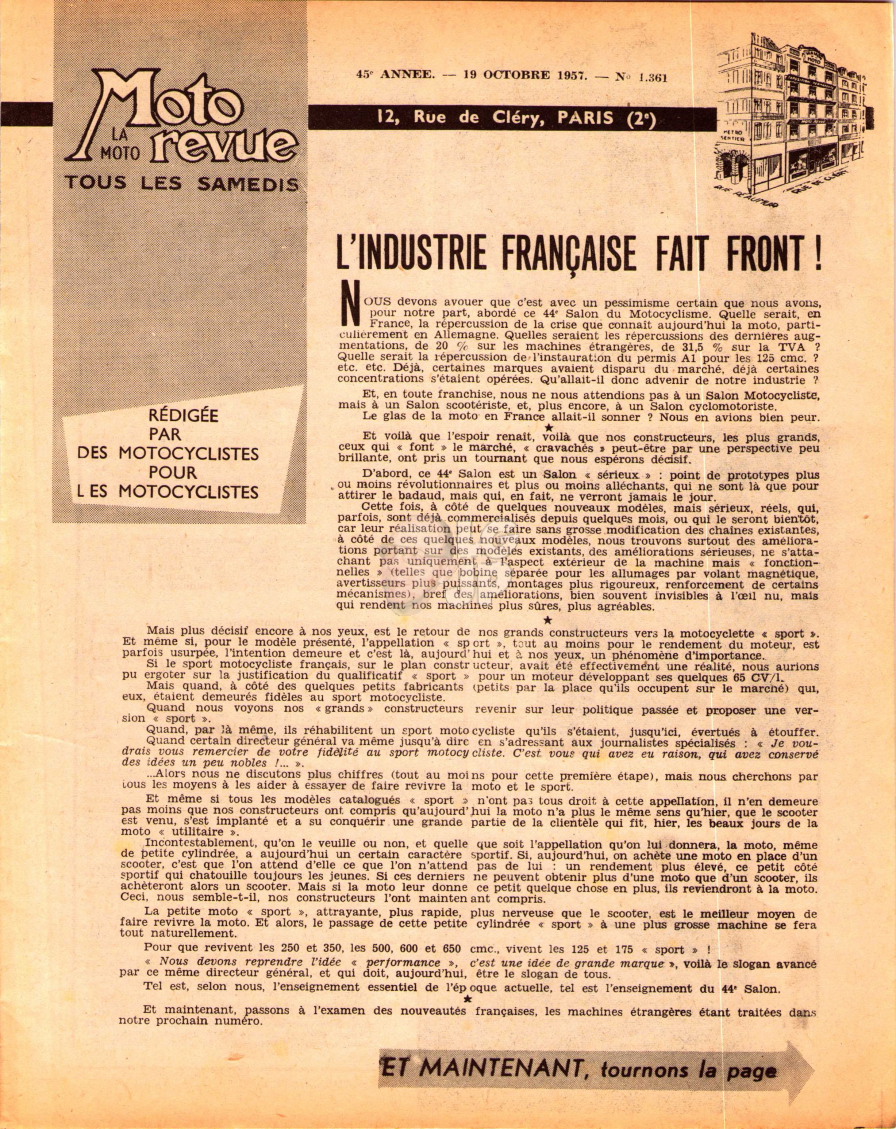 Moto
LA
MOTO
revue
TOUS LES SAMEDIS
45e ANNEE. — 19 OCTOBRE 1957. — No 1.361
12, Rue de Cléry, PARIS (2e)
METRO
SENTIER
RUE REAUMUR
RUE DE CLERY
RÉDIGÉE
PAR
DES MOTOCYCLISTES
POUR
LES MOTOCYCLISTES
L'INDUSTRIE FRANÇAISE FAIT FRONT !
NOUS devons avouer que c'est avec un pessimisme certain que nous avons,
pour notre part, abordé ce 44e Salon du Motocyclisme. Quelle serait, en
France, la répercussion de la crise que connaît aujourd'hui la moto, parti-
culièrement en Allemagne. Quelles seraient les répercussions des dernières aug-
mentations, de 20 % sur les machines étrangères, de 31,5 % sur la TVA ?
Quelle serait la répercussion de l'instauration du permis A1 pour les 125 cmc. ?
etc. etc. Déjà, certaines marques avaient disparu du marché, déjà certaines
concentrations s'étaient opérées. Qu'allait-il donc advenir de notre industrie ?
Et, en toute franchise, nous ne nous attendions pas à un Salon Motocycliste,
mais à un Salon scootériste, et, plus encore, à un Salon cyclomotoriste.
Le glas de la moto en France allait-il sonner ? Nous en avions bien peur.
★
Et voilà que l'espoir renaît, voilà que nos constructeurs, les plus grands,
ceux qui « font » le marché, « cravachés » peut-être par une perspective peu
brillante, ont pris un tournant que nous espérons décisif.
D'abord, ce 44e Salon est un Salon « sérieux » : point de prototypes plus
ou moins révolutionnaires et plus ou moins alléchants, qui ne sont là que pour
attirer le badaud, mais qui, en fait, ne verront jamais le jour.
Cette fois, à côté de quelques nouveaux modèles, mais sérieux, réels, qui,
parfois, sont déjà commercialisés depuis quelques mois, ou qui le seront bientôt,
car leur réalisation peut se faire sans grosse modification des chaînes existantes,
à côté de ces quelques nouveaux modèles, nous trouvons surtout des améliora-
tions portant sur des modèles existants, des améliorations sérieuses, ne s'atta-
chant pas uniquement à l'aspect extérieur de la machine mais « fonction-
nelles » (telles que bobine séparée pour les allumages par volant magnétique,
avertisseurs plus puissants, montages plus rigoureux, renforcement de certains
mécanismes), bref des améliorations, bien souvent invisibles à l'œil nu, mais
qui rendent nos machines plus sûres, plus agréables.
★
Mais plus décisif encore à nos yeux, est le retour de nos grands constructeurs vers la motocyclette « sport ».
Et même si, pour le modèle présenté, l'appellation « sport », tout au moins pour le rendement du moteur, est
parfois usurpée, l'intention demeure et c'est là, aujourd'hui et à nos yeux, un phénomène d'importance.
Si le sport motocycliste français, sur le plan constructeur, avait été effectivement une réalité, nous aurions
pu ergoter sur la justification du qualificatif « sport » pour un moteur développant ses quelques 65 CV/l.
Mais quand, à côté des quelques petits fabricants (petits par la place qu'ils occupent sur le marché) qui,
eux, étaient demeurés fidèles au sport motocycliste.
Quand nous voyons nos « grands » constructeurs revenir sur leur politique passée et proposer une ver-
sion « sport ».
Quand, par là même, ils réhabilitent un sport motocycliste qu'ils s'étaient, jusqu'ici, évertués à étouffer.
Quand certain directeur général va même jusqu'à dire en s'adressant aux journalistes spécialisés : « Je vou-
drais vous remercier de votre fidélité au sport motocycliste. C'est vous qui avez eu raison, qui avez conservé
des idées un peu nobles !... ».
...Alors nous ne discutons plus chiffres (tout au moins pour cette première étape), mais nous cherchons par
tous les moyens à les aider à essayer de faire revivre la moto et le sport.
Et même si tous les modèles catalogués « sport » n'ont pas tous droit à cette appellation, il n'en demeure
pas moins que nos constructeurs ont compris qu'aujourd'hui la moto n'a plus le même sens qu'hier, que le scooter
est venu, s'est implanté et a su conquérir une grande partie de la clientèle qui fit, hier, les beaux jours de la
moto « utilitaire ».
Incontestablement, qu'on le veuille ou non, et quelle que soit l'appellation qu'on lui donnera, la moto, même
de petite cylindrée, a aujourd'hui un certain caractère sportif. Si, aujourd'hui, on achète une moto en place d'un
scooter, c'est que l'on attend d'elle ce que l'on n'attend pas de lui : un rendement plus élevé, ce petit côté
sportif qui chatouille toujours les jeunes. Si ces derniers ne peuvent obtenir plus d'une moto que d'un scooter, ils
achèteront alors un scooter. Mais si la moto leur donne ce petit quelque chose en plus, ils reviendront à la moto.
Ceci, nous semble-t-il, nos constructeurs l'ont maintenant compris.
La petite moto « sport », attrayante, plus rapide, plus nerveuse que le scooter, est le meilleur moyen de
faire revivre la moto. Et alors, le passage de cette petite cylindrée « sport » à une plus grosse machine se fera
tout naturellement.
Pour que revivent les 250 et 350, les 500, 600 et 650 cmc., vivent les 125 et 175 « sport » !
« Nous devons reprendre l'idée « performance », c'est une idée de grande marque », voilà le slogan avancé
par ce même directeur général, et qui doit, aujourd'hui, être le slogan de tous.
Tel est, selon nous, l'enseignement essentiel de l'époque actuelle, tel est l'enseignement du 44e Salon.
★
Et maintenant, passons à l'examen des nouveautés françaises, les machines étrangères étant traitées dans
notre prochain numéro.
ET MAINTENANT, tournons la page